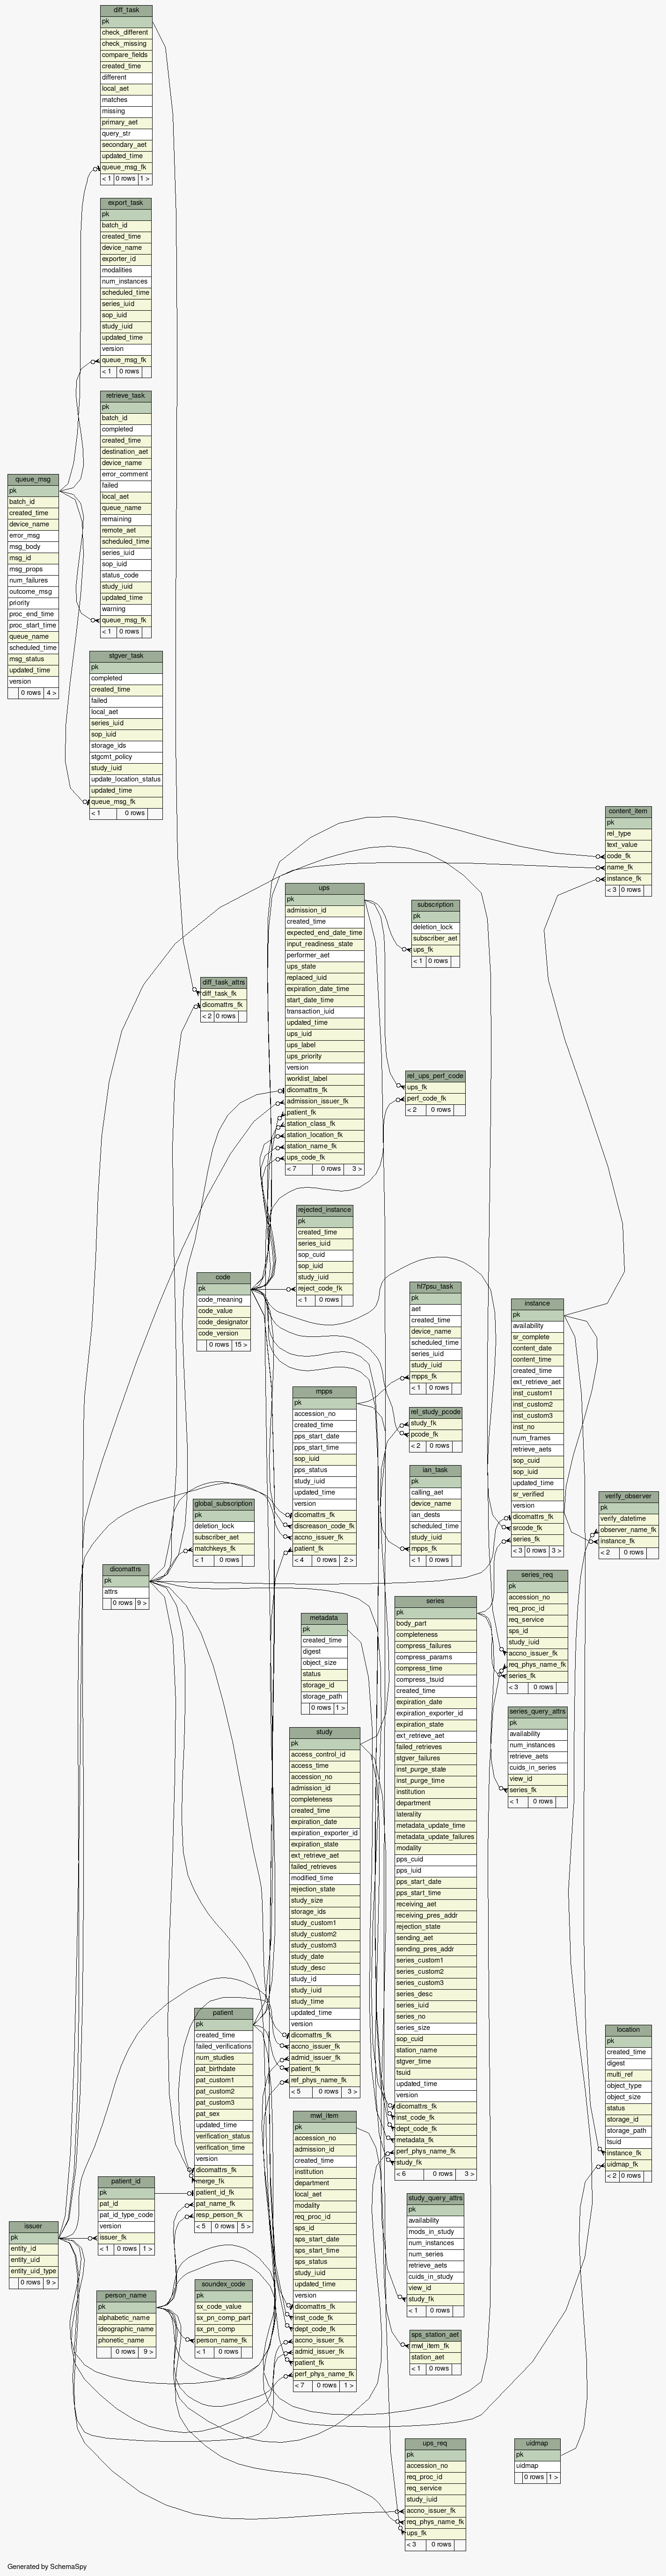 diff_task
pk
check_different
check_missing
compare_fields
created_time
different
local_aet
matches
missing
primary_aet
query_str
secondary_aet
updated_time
queue_msg_fk
< 1 0 rows 1 >
export_task
pk
batch_id
created_time
device_name
exporter_id
modalities
num_instances
scheduled_time
series_iuid
sop_iuid
study_iuid
updated_time
version
queue_msg_fk
< 1 0 rows
retrieve_task
pk
batch_id
completed
created_time
destination_aet
device_name
error_comment
failed
local_aet
queue_name
remaining
remote_aet
scheduled_time
series_iuid
sop_iuid
status_code
study_iuid
updated_time
warning
queue_msg_fk
< 1 0 rows
queue_msg
pk
batch_id
created_time
device_name
error_msg
msg_body
msg_id
msg_props
num_failures
outcome_msg
priority
proc_end_time
proc_start_time
queue_name
scheduled_time
msg_status
updated_time
version
0 rows 4 >
stgver_task
pk
completed
created_time
failed
local_aet
series_iuid
sop_iuid
storage_ids
stgcmt_policy
study_iuid
update_location_status
updated_time
queue_msg_fk
< 1 0 rows
content_item
pk
rel_type
text_value
code_fk
name_fk
instance_fk
< 3 0 rows
ups
pk
admission_id
created_time
expected_end_date_time
input_readiness_state
performer_aet
ups_state
replaced_iuid
expiration_date_time
start_date_time
transaction_iuid
updated_time
ups_iuid
ups_label
ups_priority
version
worklist_label
dicomattrs_fk
admission_issuer_fk
patient_fk
station_class_fk
station_location_fk
station_name_fk
ups_code_fk
< 7 0 rows 3 >
subscription
pk
deletion_lock
subscriber_aet
ups_fk
< 1 0 rows
diff_task_attrs
diff_task_fk
dicomattrs_fk
< 2 0 rows
rel_ups_perf_code
ups_fk
perf_code_fk
< 2 0 rows
rejected_instance
pk
created_time
series_iuid
sop_cuid
sop_iuid
study_iuid
reject_code_fk
< 1 0 rows
code
pk
code_meaning
code_value
code_designator
code_version
0 rows 15 >
hl7psu_task
pk
aet
created_time
device_name
scheduled_time
series_iuid
study_iuid
mpps_fk
< 1 0 rows
instance
pk
availability
sr_complete
content_date
content_time
created_time
ext_retrieve_aet
inst_custom1
inst_custom2
inst_custom3
inst_no
num_frames
retrieve_aets
sop_cuid
sop_iuid
updated_time
sr_verified
version
dicomattrs_fk
srcode_fk
series_fk
< 3 0 rows 3 >
mpps
pk
accession_no
created_time
pps_start_date
pps_start_time
sop_iuid
pps_status
study_iuid
updated_time
version
dicomattrs_fk
discreason_code_fk
accno_issuer_fk
patient_fk
< 4 0 rows 2 >
rel_study_pcode
study_fk
pcode_fk
< 2 0 rows
ian_task
pk
calling_aet
device_name
ian_dests
scheduled_time
study_iuid
mpps_fk
< 1 0 rows
global_subscription
pk
deletion_lock
subscriber_aet
matchkeys_fk
< 1 0 rows
verify_observer
pk
verify_datetime
observer_name_fk
instance_fk
< 2 0 rows
dicomattrs
pk
attrs
0 rows 9 >
series_req
pk
accession_no
req_proc_id
req_service
sps_id
study_iuid
accno_issuer_fk
req_phys_name_fk
series_fk
< 3 0 rows
series
pk
body_part
completeness
compress_failures
compress_params
compress_time
compress_tsuid
created_time
expiration_date
expiration_exporter_id
expiration_state
ext_retrieve_aet
failed_retrieves
stgver_failures
inst_purge_state
inst_purge_time
institution
department
laterality
metadata_update_time
metadata_update_failures
modality
pps_cuid
pps_iuid
pps_start_date
pps_start_time
receiving_aet
receiving_pres_addr
rejection_state
sending_aet
sending_pres_addr
series_custom1
series_custom2
series_custom3
series_desc
series_iuid
series_no
series_size
sop_cuid
station_name
stgver_time
tsuid
updated_time
version
dicomattrs_fk
inst_code_fk
dept_code_fk
metadata_fk
perf_phys_name_fk
study_fk
< 6 0 rows 3 >
metadata
pk
created_time
digest
object_size
status
storage_id
storage_path
0 rows 1 >
series_query_attrs
pk
availability
num_instances
retrieve_aets
cuids_in_series
view_id
series_fk
< 1 0 rows
study
pk
access_control_id
access_time
accession_no
admission_id
completeness
created_time
expiration_date
expiration_exporter_id
expiration_state
ext_retrieve_aet
failed_retrieves
modified_time
rejection_state
study_size
storage_ids
study_custom1
study_custom2
study_custom3
study_date
study_desc
study_id
study_iuid
study_time
updated_time
version
dicomattrs_fk
accno_issuer_fk
admid_issuer_fk
patient_fk
ref_phys_name_fk
< 5 0 rows 3 >
patient
pk
created_time
failed_verifications
num_studies
pat_birthdate
pat_custom1
pat_custom2
pat_custom3
pat_sex
updated_time
verification_status
verification_time
version
dicomattrs_fk
merge_fk
patient_id_fk
pat_name_fk
resp_person_fk
< 5 0 rows 5 >
location
pk
created_time
digest
multi_ref
object_type
object_size
status
storage_id
storage_path
tsuid
instance_fk
uidmap_fk
< 2 0 rows
mwl_item
pk
accession_no
admission_id
created_time
institution
department
local_aet
modality
req_proc_id
sps_id
sps_start_date
sps_start_time
sps_status
study_iuid
updated_time
version
dicomattrs_fk
inst_code_fk
dept_code_fk
accno_issuer_fk
admid_issuer_fk
patient_fk
perf_phys_name_fk
< 7 0 rows 1 >
patient_id
pk
pat_id
pat_id_type_code
version
issuer_fk
< 1 0 rows 1 >
study_query_attrs
pk
availability
mods_in_study
num_instances
num_series
retrieve_aets
cuids_in_study
view_id
study_fk
< 1 0 rows
issuer
pk
entity_id
entity_uid
entity_uid_type
0 rows 9 >
soundex_code
pk
sx_code_value
sx_pn_comp_part
sx_pn_comp
person_name_fk
< 1 0 rows
person_name
pk
alphabetic_name
ideographic_name
phonetic_name
0 rows 9 >
sps_station_aet
mwl_item_fk
station_aet
< 1 0 rows
ups_req
pk
accession_no
req_proc_id
req_service
study_iuid
accno_issuer_fk
req_phys_name_fk
ups_fk
< 3 0 rows
uidmap
pk
uidmap
0 rows 1 >
Generated by SchemaSpy